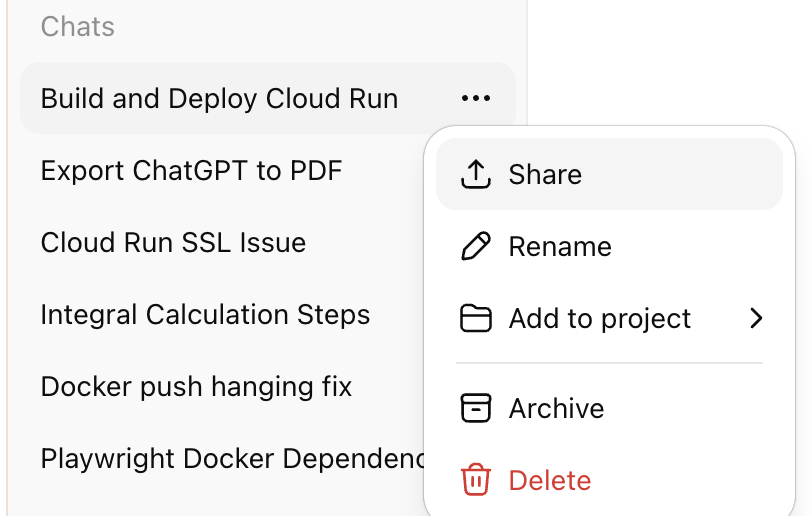 Chats
Build and Deploy Cloud Run
Export ChatGPT to PDF
Cloud Run SSL Issue
Integral Calculation Steps
Docker push hanging fix
Playwright Docker
Share
Rename
Add to project
Archive
Delete